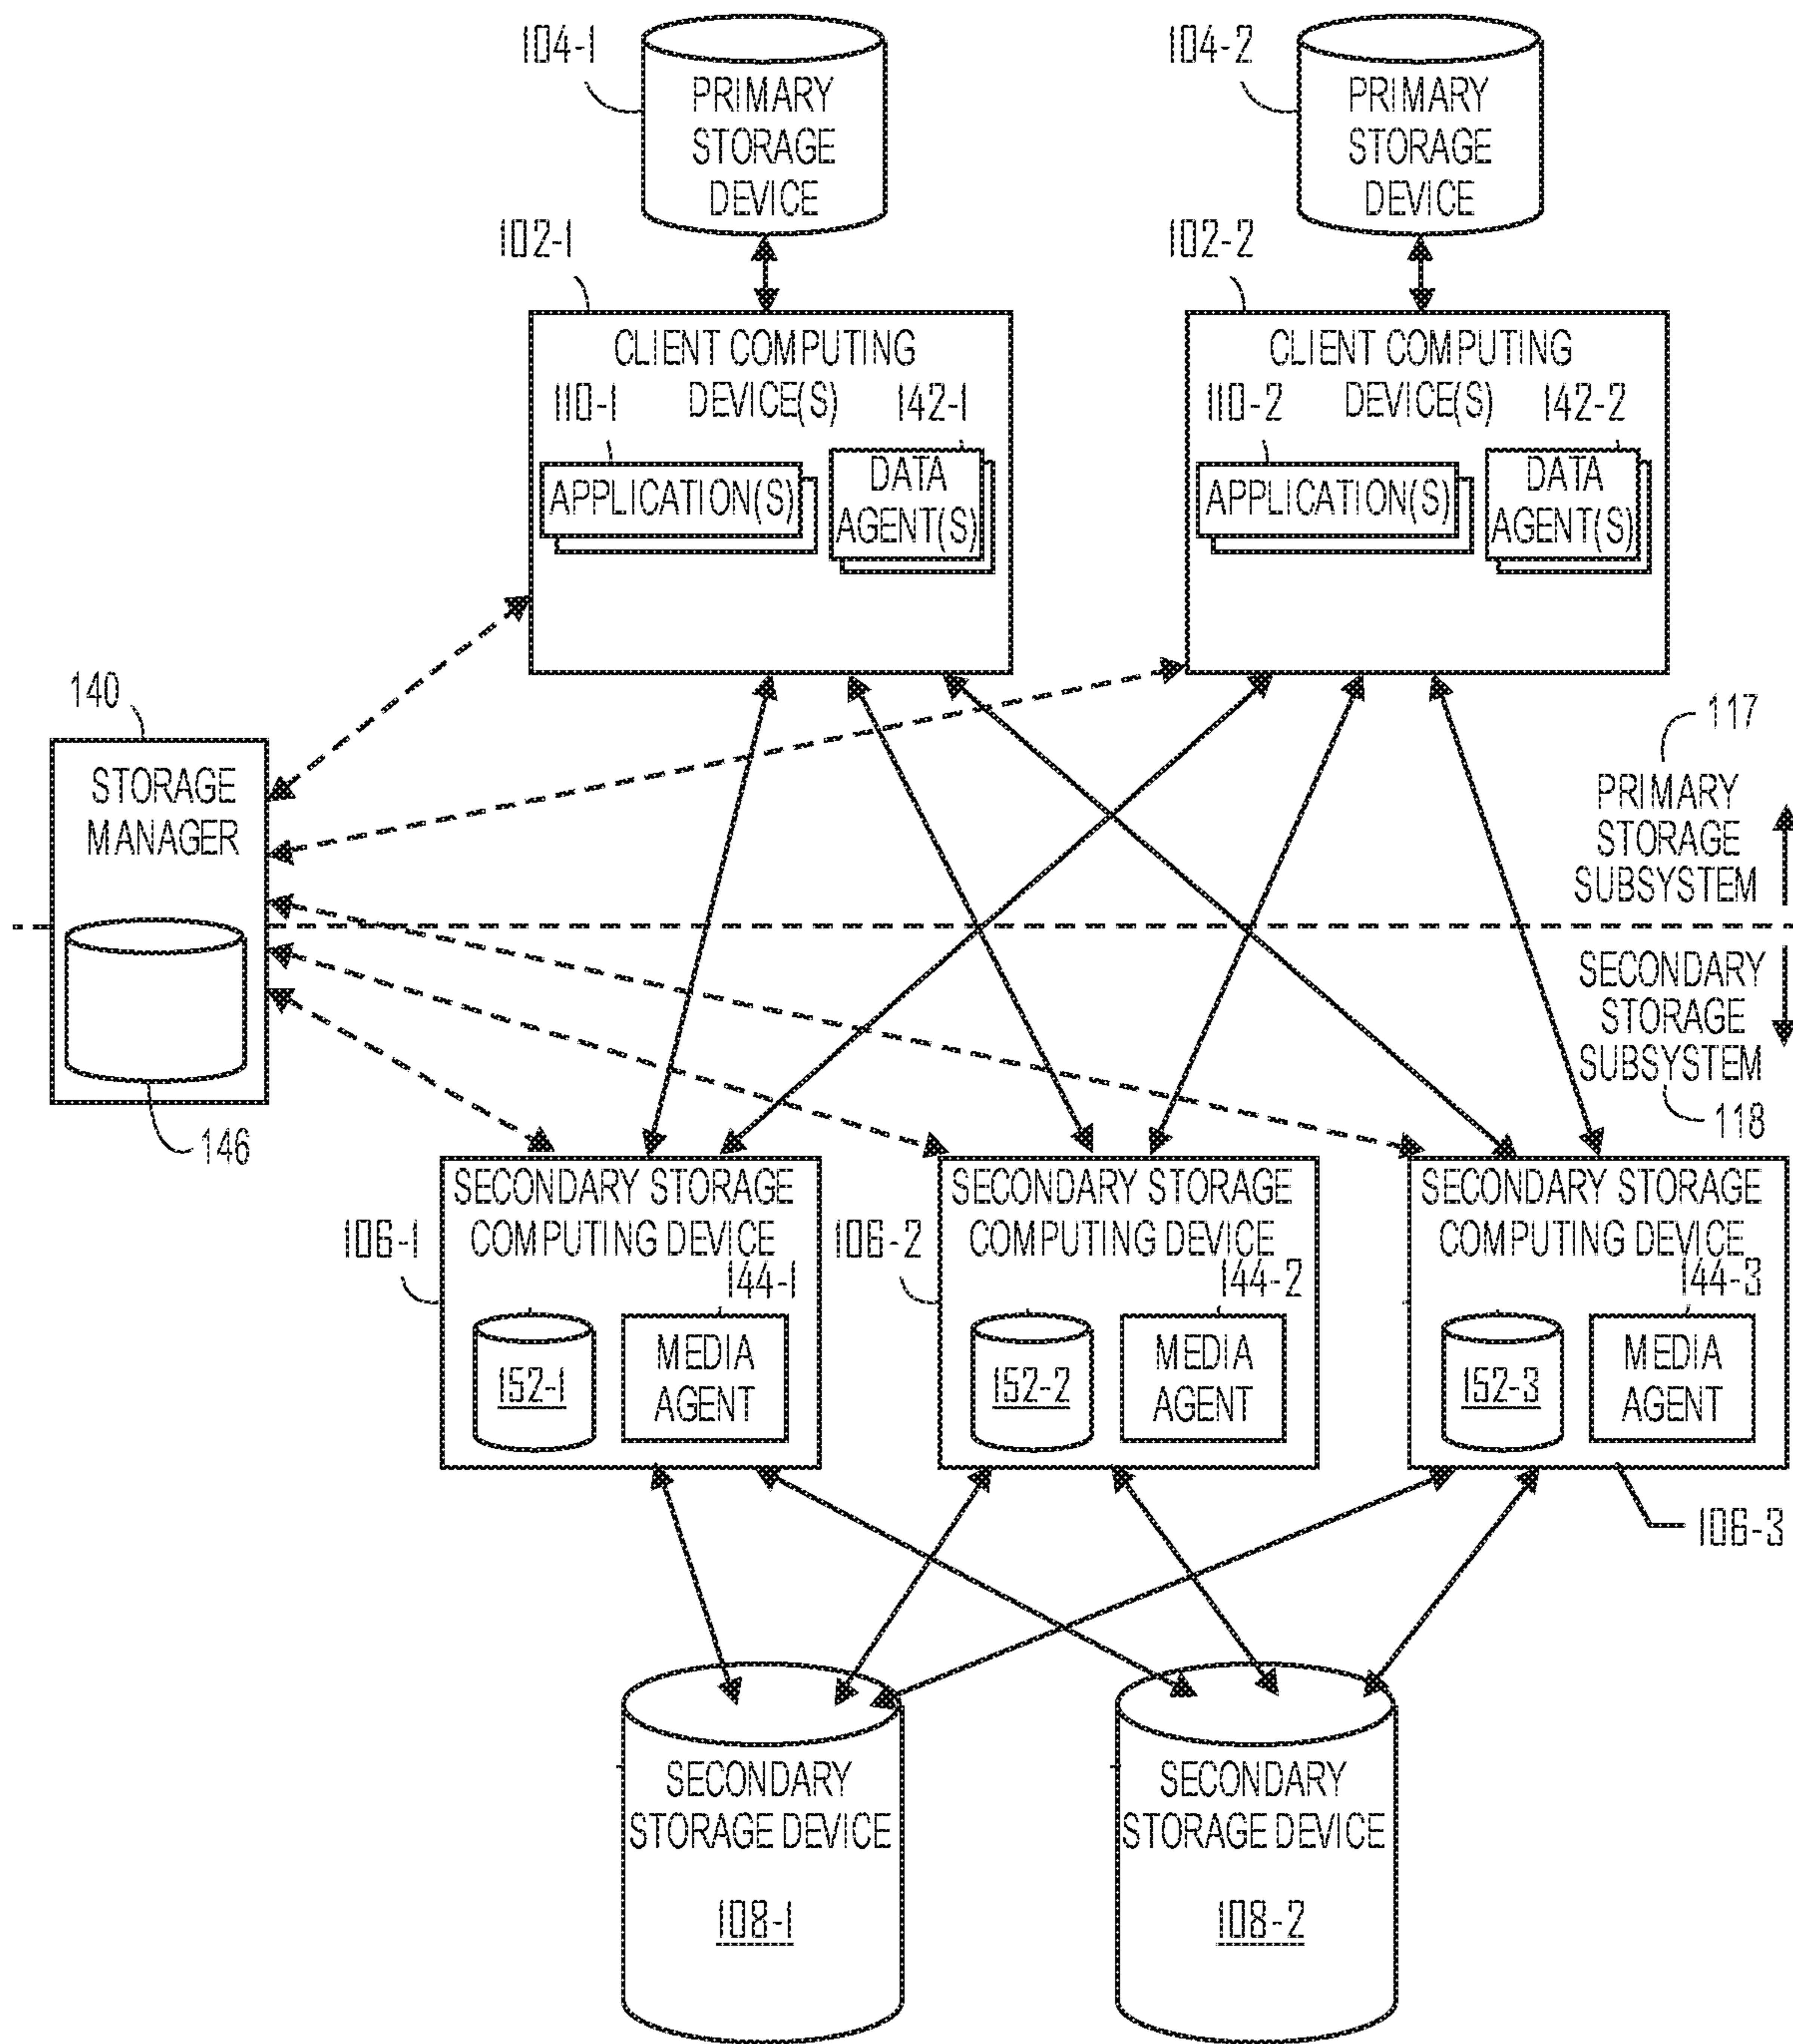 104-1
PRIMARY
STORAGE
DEVICE
104-2
PRIMARY
STORAGE
DEVICE
102-1
CLIENT COMPUTING
DEVICE(S)
110-1
142-1
APPLICATION(S)
DATA
AGENT(S)
102-2
CLIENT COMPUTING
DEVICE(S)
110-2
142-2
APPLICATION(S)
DATA
AGENT(S)
140
STORAGE
MANAGER
146
117
PRIMARY
STORAGE
SUBSYSTEM
SECONDARY
STORAGE
SUBSYSTEM
118
106-1
SECONDARY STORAGE
COMPUTING DEVICE
144-1
152-1
MEDIA
AGENT
106-2
SECONDARY STORAGE
COMPUTING DEVICE
144-2
152-2
MEDIA
AGENT
SECONDARY STORAGE
COMPUTING DEVICE
144-3
152-3
MEDIA
AGENT
106-3
SECONDARY
STORAGE DEVICE
108-1
SECONDARY
STORAGE DEVICE
108-2